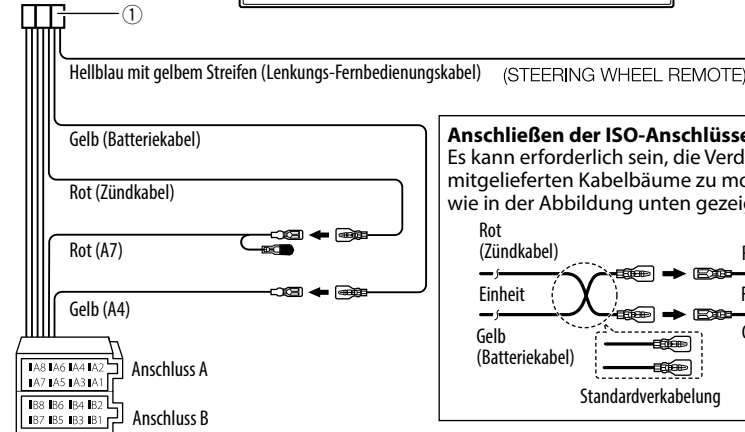 ①
Hellblau mit gelbem Streifen (Lenkungs-Fernbedienungskabel) (STEERING WHEEL REMOTE)
Gelb (Batteriekabel)
Rot (Zündkabel)
Rot (A7)
Gelb (A4)
A8 A6 A4 A2
A7 A5 A3 A1
Anschluss A
B8 B6 B4 B2
B7 B5 B3 B1
Anschluss B
Anschließen der ISO-Anschlüsse
Es kann erforderlich sein, die
mitgelieferten Kabelbäume zu
wie in der Abbildung unten
Rot
(Zündkabel)
Einheit
Gelb
(Batteriekabel)
Standardverkabelung